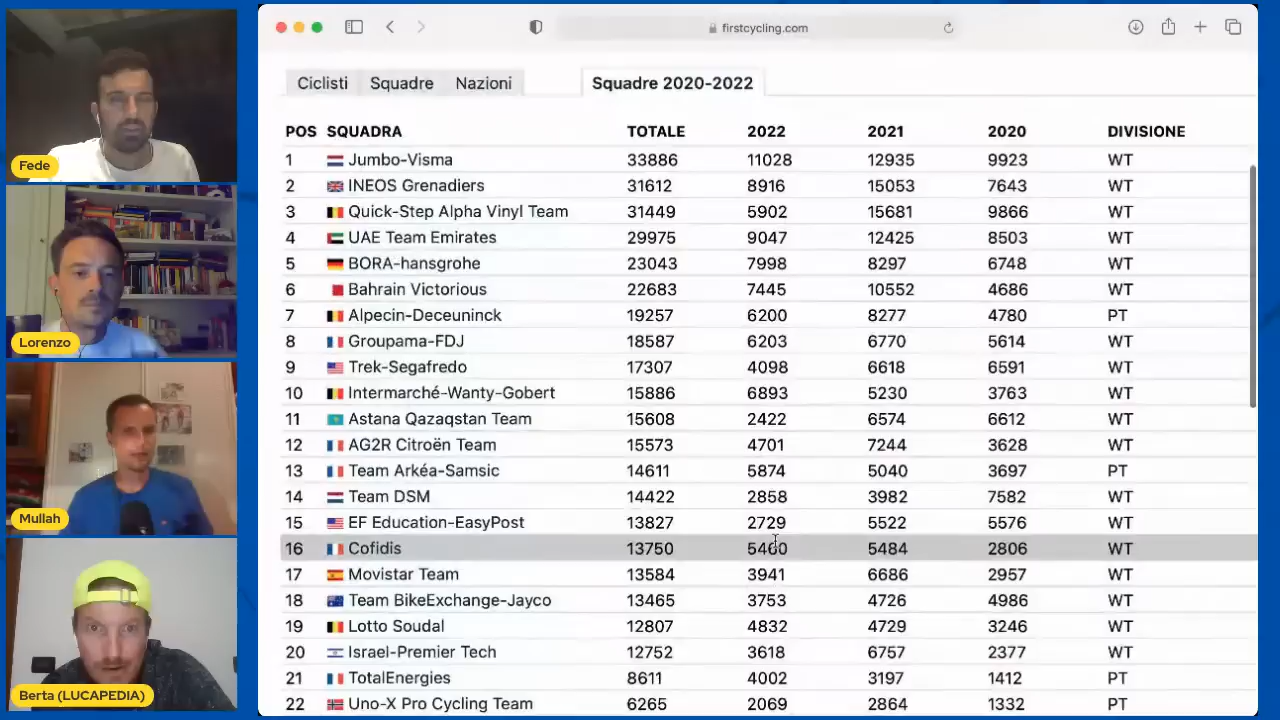 Fede
Lorenzo
Mullah
Berta (LUCAPEDIA)
firstcycling.com
Ciclisti Squadre Nazioni Squadre 2020-2022
POS SQUADRA TOTALE 2022 2021 2020 DIVISIONE
1 Jumbo-Visma 33886 11028 12935 9923 WT
2 INEOS Grenadiers 31612 8916 15053 7643 WT
3 Quick-Step Alpha Vinyl Team 31449 5902 15681 9866 WT
4 UAE Team Emirates 29975 9047 12425 8503 WT
5 BORA-hansgrohe 23043 7998 8297 6748 WT
6 Bahrain Victorious 22683 7445 10552 4686 WT
7 Alpecin-Deceuninck 19257 6200 8277 4780 PT
8 Groupama-FDJ 18587 6203 6770 5614 WT
9 Trek-Segafredo 17307 4098 6618 6591 WT
10 Intermarché-Wanty-Gobert 15886 6893 5230 3763 WT
11 Astana Qazaqstan Team 15608 2422 6574 6612 WT
12 AG2R Citroën Team 15573 4701 7244 3628 WT
13 Team Arkéa-Samsic 14611 5874 5040 3697 PT
14 Team DSM 14422 2858 3982 7582 WT
15 EF Education-EasyPost 13827 2729 5522 5576 WT
16 Cofidis 13750 5460 5484 2806 WT
17 Movistar Team 13584 3941 6686 2957 WT
18 Team BikeExchange-Jayco 13465 3753 4726 4986 WT
19 Lotto Soudal 12807 4832 4729 3246 WT
20 Israel-Premier Tech 12752 3618 6757 2377 WT
21 TotalEnergies 8611 4002 3197 1412 PT
22 Uno-X Pro Cycling Team 6265 2069 2864 1332 PT